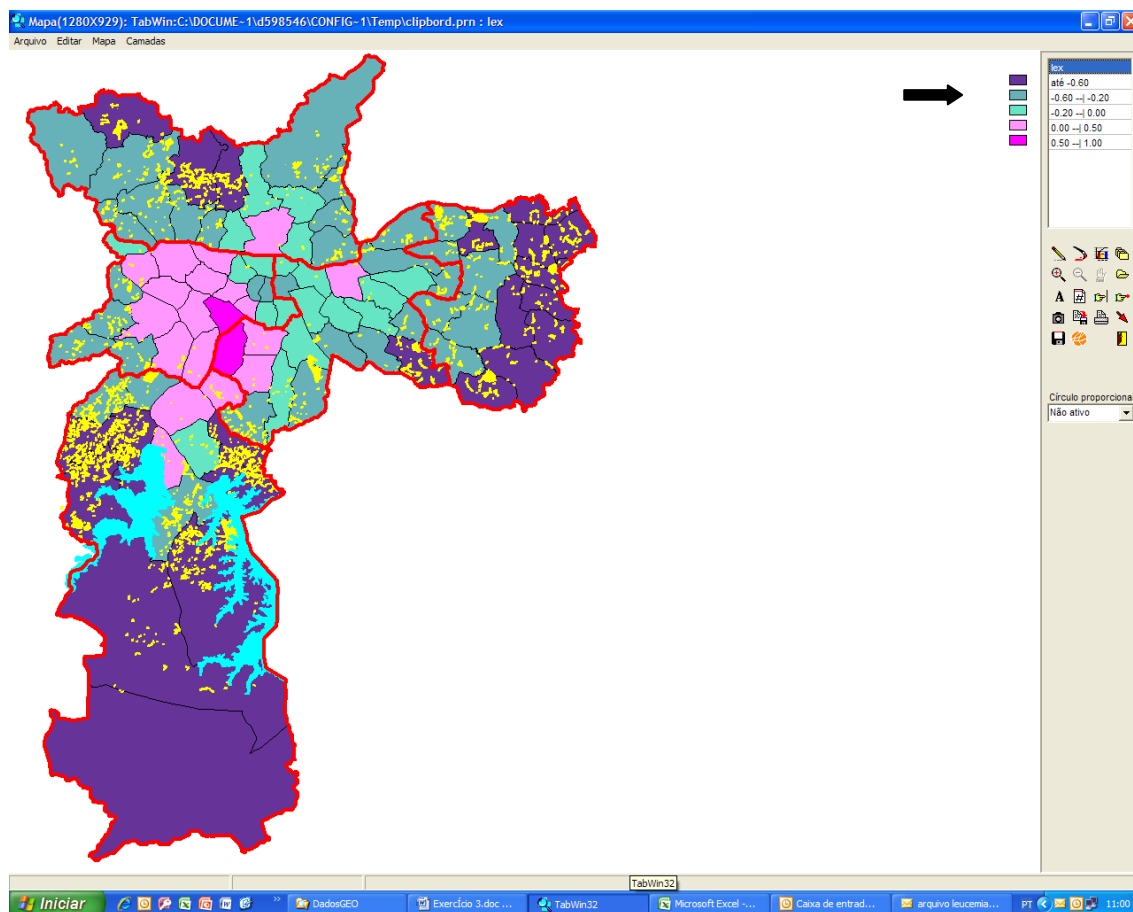 Mapa(1280X929): TabWin:C:\DOCUME~1\d598546\CONFIG~1\Temp\clipbord.prn : Iex
Arquivo Editar Mapa Camadas
Iex
até -0.60
-0.60 --| -0.20
-0.20 --| 0.00
0.00 --| 0.50
0.50 --| 1.00
A
Círculo proporciona
Não ativo
TabWin32
Iniciar
DadosGEO
Exercício 3.doc ...
TabWin32
Microsoft Excel -...
Caixa de entrad...
arquivo leucemia...
PT
11:00